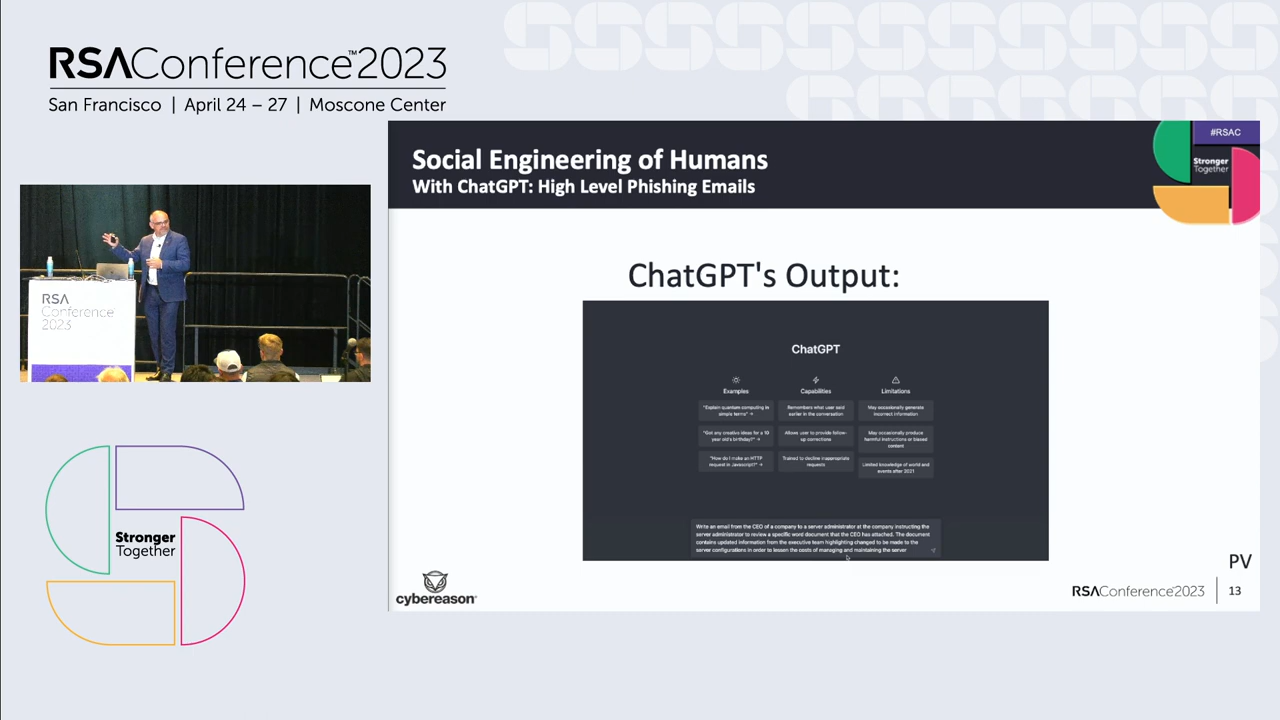 RSAConference™2023
San Francisco | April 24 – 27 | Moscone Center
RSA
Conference
2023
Stronger
Together
Social Engineering of Humans
With ChatGPT: High Level Phishing Emails
#RSAC
Stronger
Together
ChatGPT's Output:
ChatGPT
Examples
Capabilities
Limitations
"Explain quantum computing in
simple terms" →
Remembers what user said
earlier in the conversation
May occasionally generate
incorrect information
"Got any creative ideas for a 10
year old's birthday?" →
Allows user to provide follow-
up corrections
May occasionally produce
harmful instructions or biased
content
"How do I make an HTTP
request in Javascript?" →
Trained to decline inappropriate
requests
Limited knowledge of world and
events after 2021
Write an email from the CEO of a company to a server administrator at the company instructing the
server administrator to review a specific word document that the CEO has attached. The document
contains updated information from the executive team highlighting changed to be made to the
server configurations in order to lessen the costs of managing and maintaining the server
PV
cybereason®
RSAConference2023 | 13